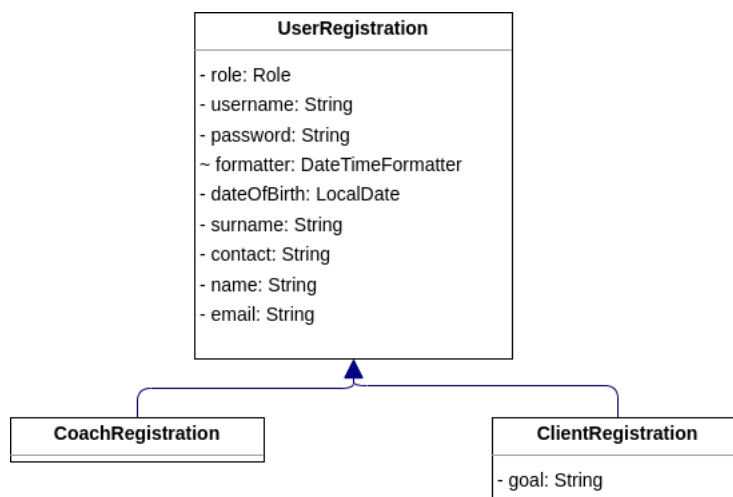 UserRegistration
- role: Role
- username: String
- password: String
~ formatter: DateTimeFormatter
- dateOfBirth: LocalDate
- surname: String
- contact: String
- name: String
- email: String
CoachRegistration
ClientRegistration
- goal: String